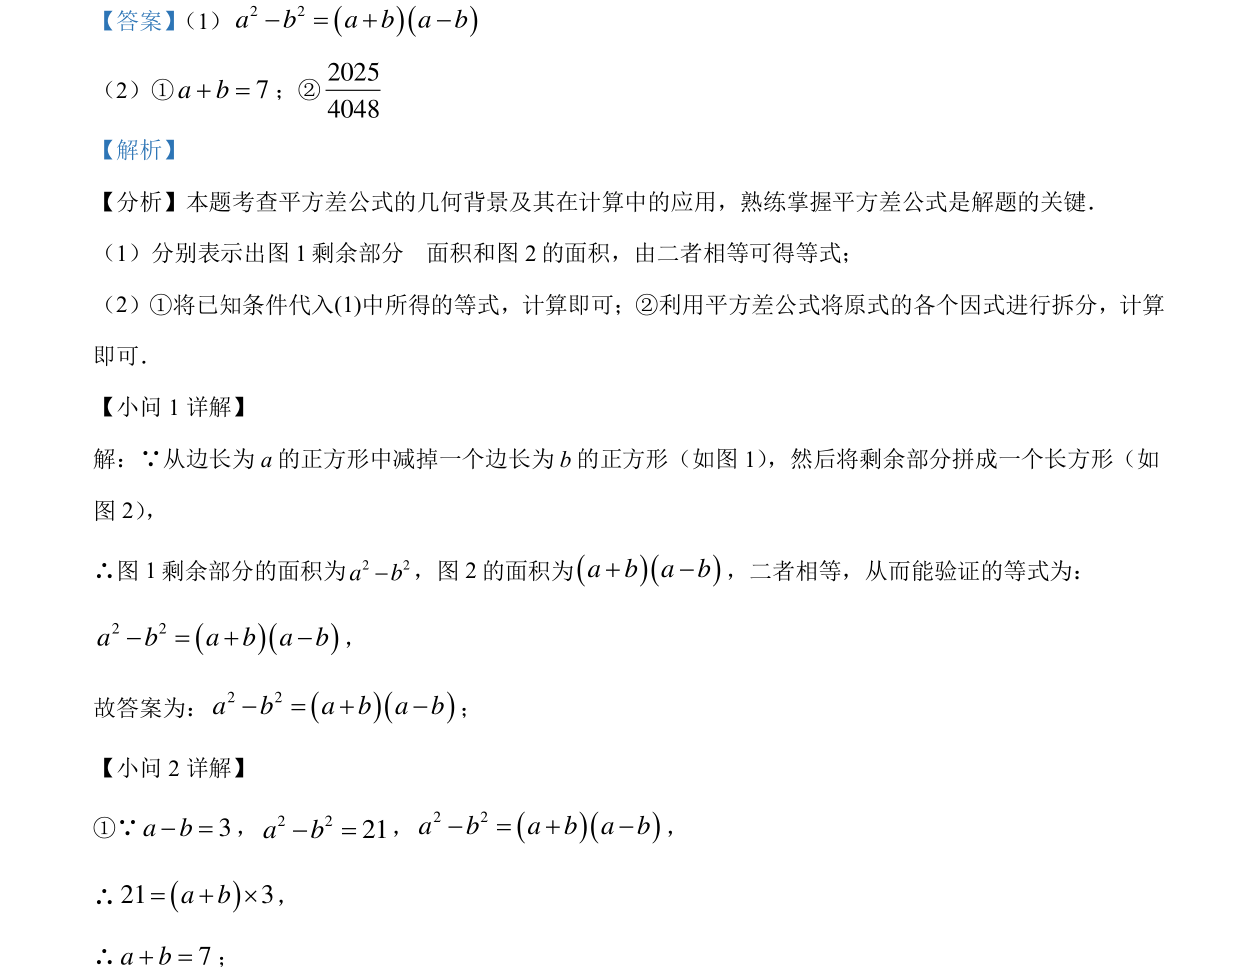 【答案】（1）a² − b² = (a + b)(a − b)
（2）①a + b = 7；②2025/4048
【解析】
【分析】本题考查平方差公式的几何背景及其在计算中的应用，熟练掌握平方差公式是解题的关键．
（1）分别表示出图 1 剩余部分　面积和图 2 的面积，由二者相等可得等式；
（2）①将已知条件代入(1)中所得的等式，计算即可；②利用平方差公式将原式的各个因式进行拆分，计算
即可．
【小问 1 详解】
解：∵从边长为 a 的正方形中减掉一个边长为 b 的正方形（如图 1），然后将剩余部分拼成一个长方形（如
图 2），
∴图 1 剩余部分的面积为 a² − b²，图 2 的面积为 (a + b)(a − b)，二者相等，从而能验证的等式为：
a² − b² = (a + b)(a − b)，
故答案为：a² − b² = (a + b)(a − b)；
【小问 2 详解】
①∵ a − b = 3，a² − b² = 21，a² − b² = (a + b)(a − b)，
∴ 21 = (a + b) × 3，
∴ a + b = 7；